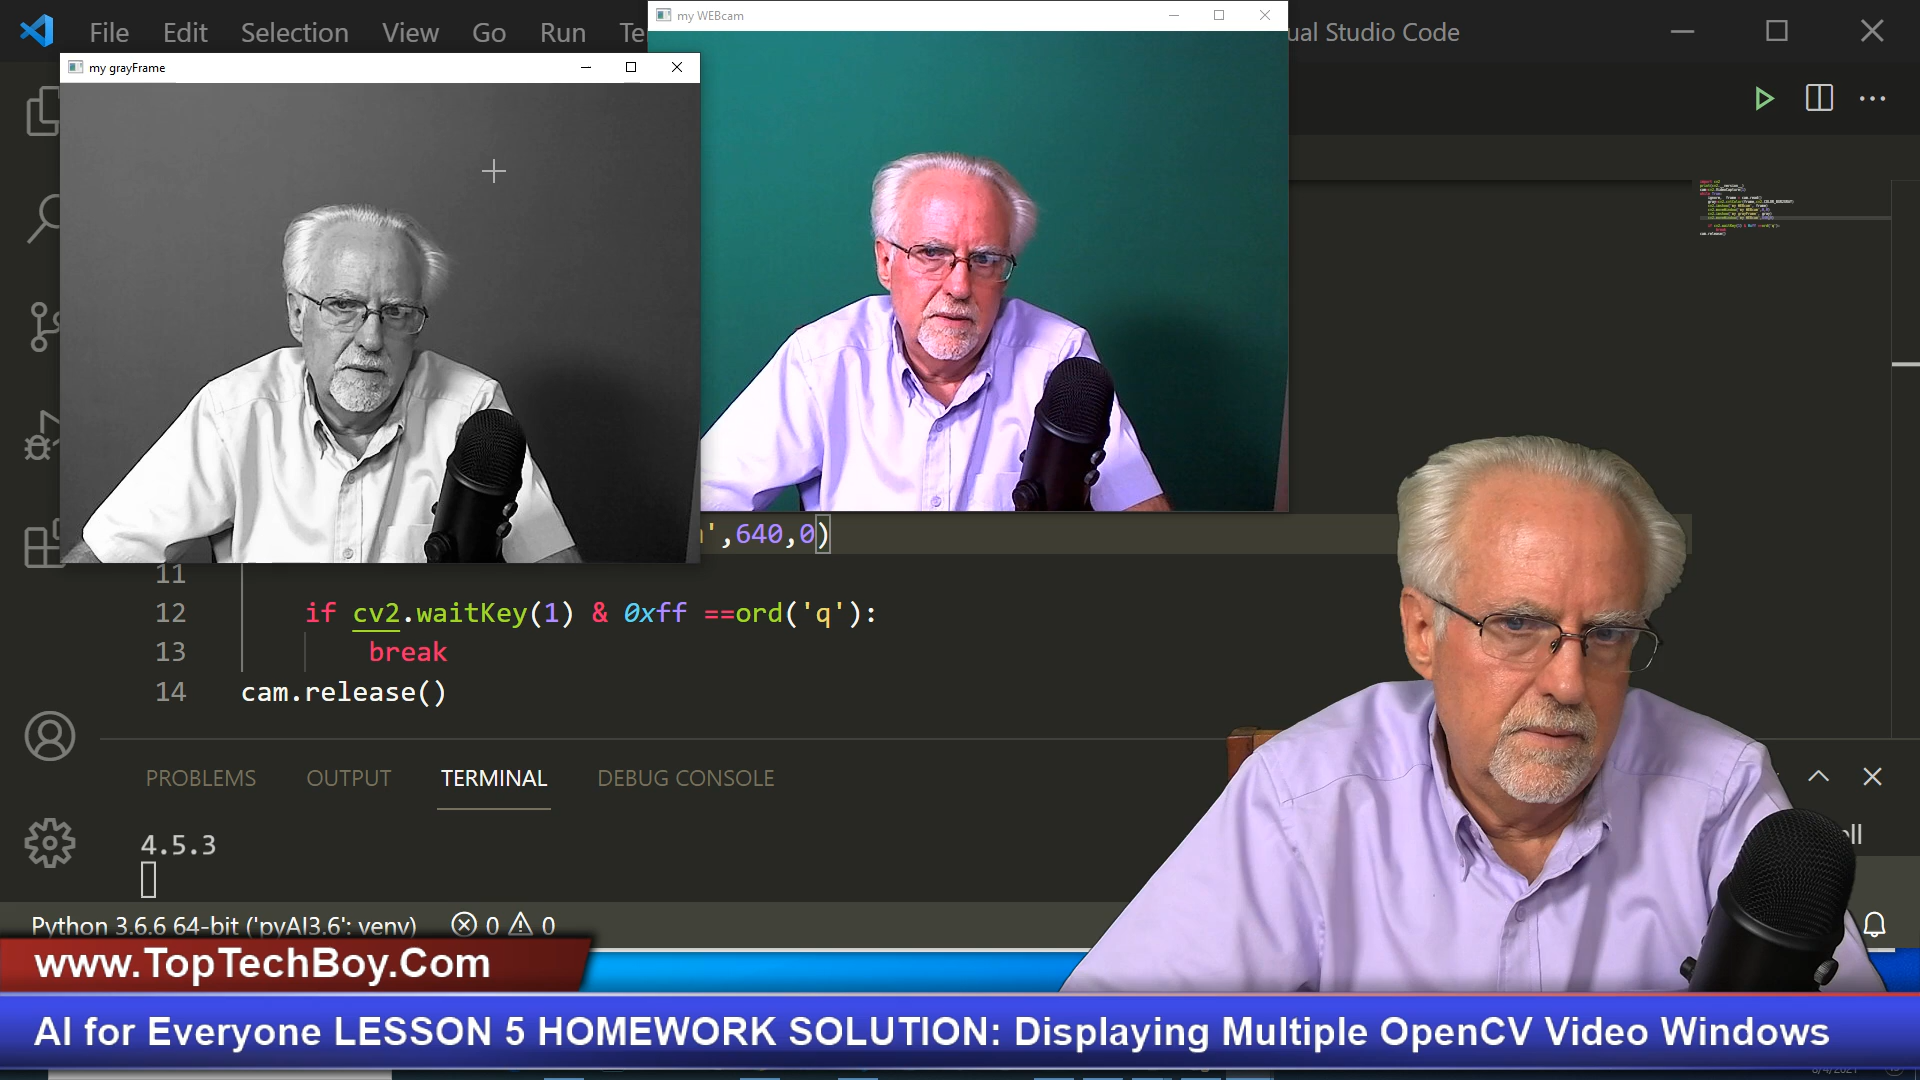 File Edit Selection View Go Run Te
ual Studio Code
my WEBcam
my grayFrame
',640,0)
11
12 if cv2.waitKey(1) & 0xff ==ord('q'):
13 break
14 cam.release()
PROBLEMS OUTPUT TERMINAL DEBUG CONSOLE
4.5.3
ll
Python 3.6.6 64-bit ('pyAI3.6': venv) 0 0
www.TopTechBoy.Com
AI for Everyone LESSON 5 HOMEWORK SOLUTION: Displaying Multiple OpenCV Video Windows